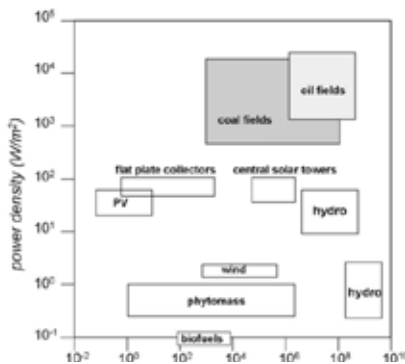 10⁵
10⁴
10³
10²
10¹
10⁰
10⁻¹
power density (W/m²)
oil fields
coal fields
flat plate collectors
central solar towers
PV
hydro
wind
phytomass
hydro
biofuels
10⁻² 10⁰ 10² 10⁴ 10⁶ 10⁸ 10¹⁰